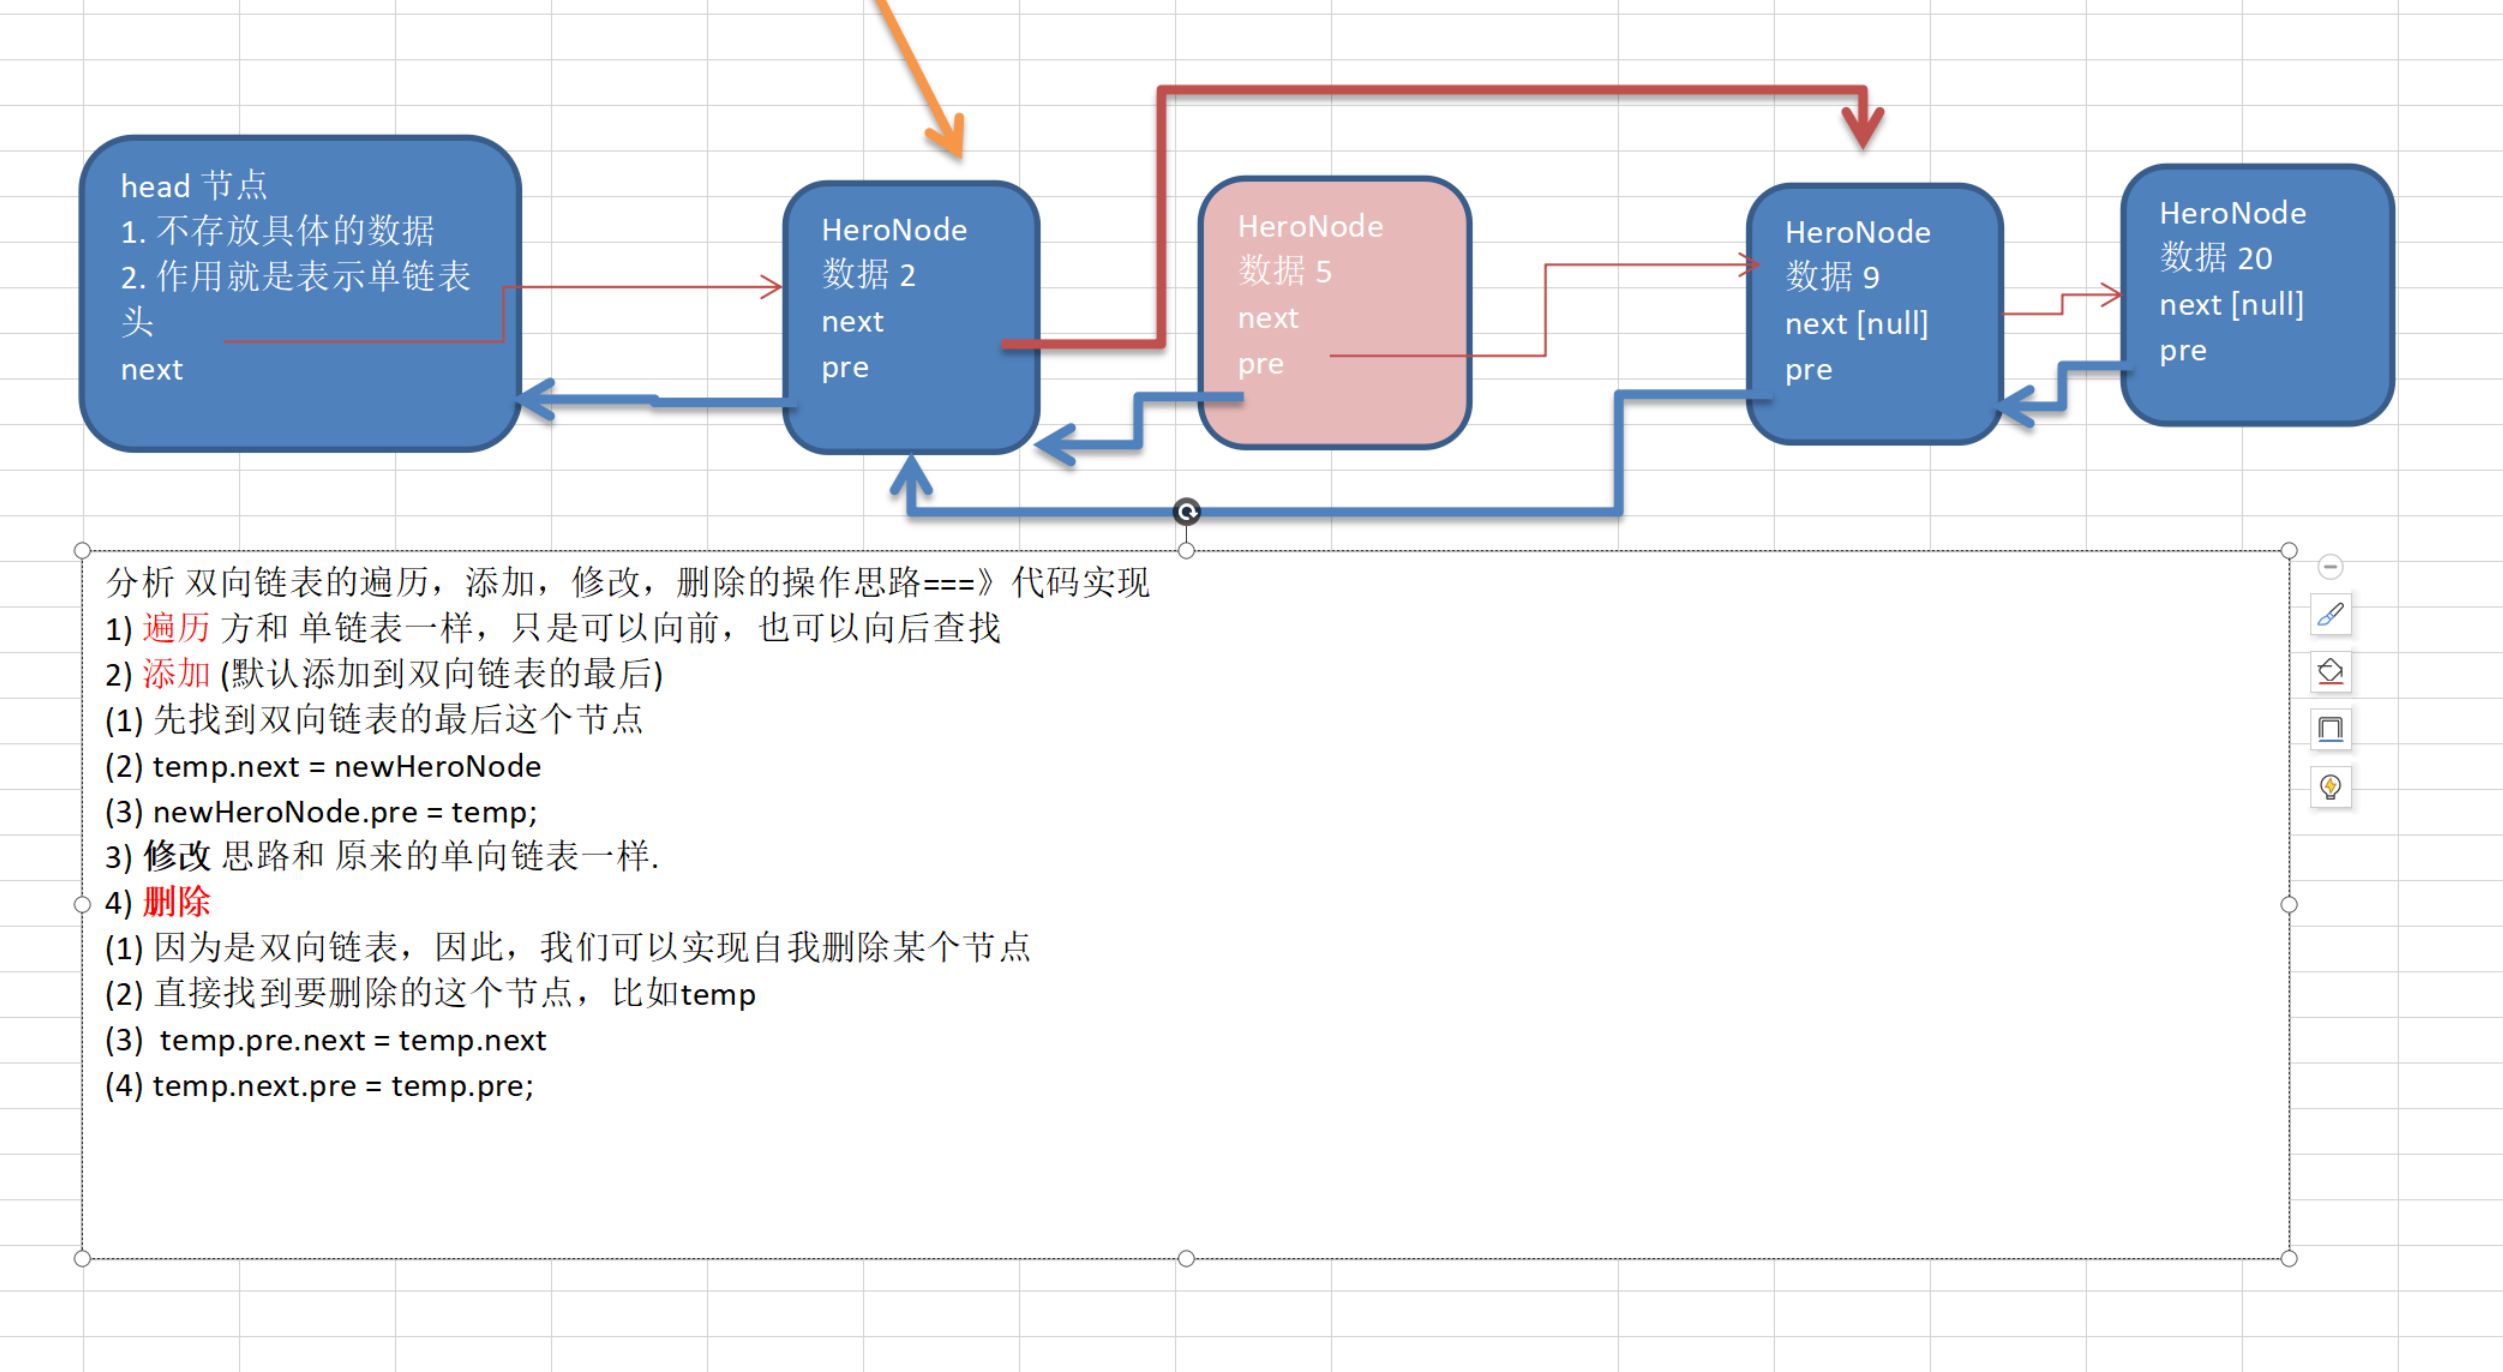 head 节点
1. 不存放具体的数据
2. 作用就是表示单链表
头
next
HeroNode
数据 2
next
pre
HeroNode
数据 5
next
pre
HeroNode
数据 9
next [null]
pre
HeroNode
数据 20
next [null]
pre
分析 双向链表的遍历，添加，修改，删除的操作思路===》代码实现
1) 遍历 方和 单链表一样，只是可以向前，也可以向后查找
2) 添加 (默认添加到双向链表的最后)
(1) 先找到双向链表的最后这个节点
(2) temp.next = newHeroNode
(3) newHeroNode.pre = temp;
3) 修改 思路和 原来的单向链表一样.
4) 删除
(1) 因为是双向链表，因此，我们可以实现自我删除某个节点
(2) 直接找到要删除的这个节点，比如temp
(3)  temp.pre.next = temp.next
(4) temp.next.pre = temp.pre;